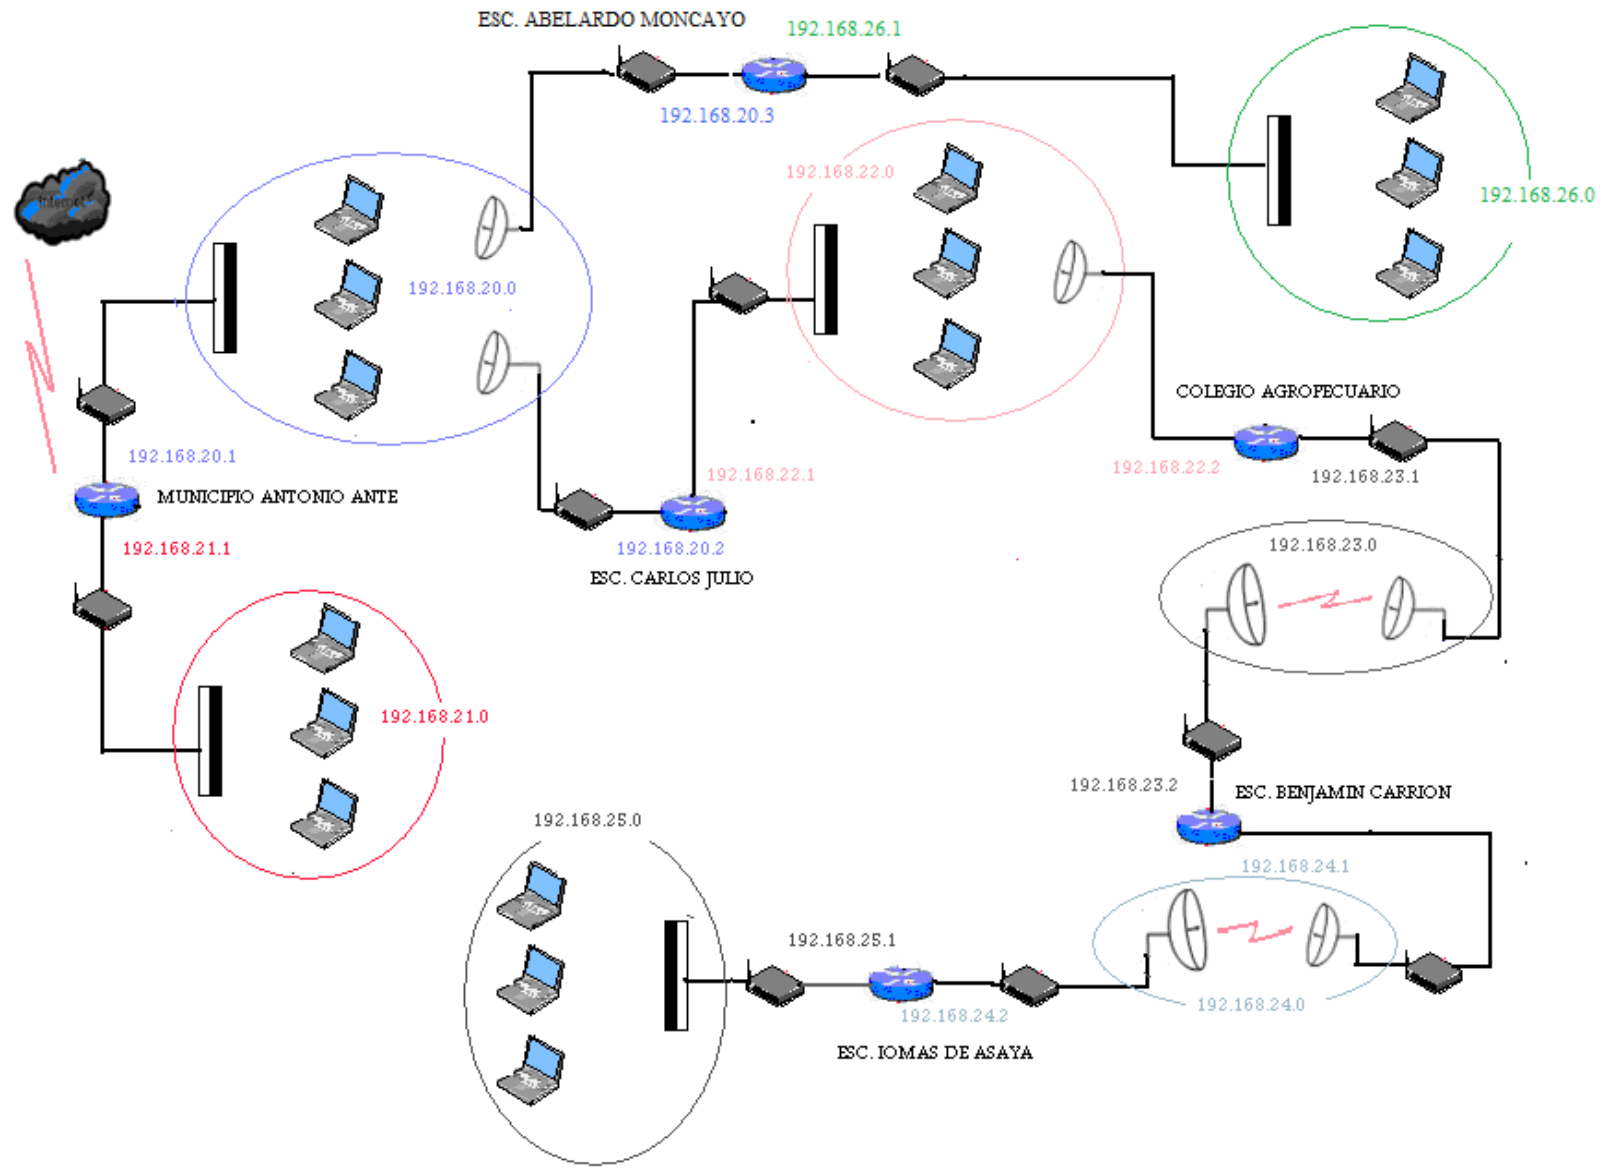 ESC. ABELARDO MONCAYO
192.168.26.1
192.168.20.3
192.168.22.0
192.168.26.0
Internet
192.168.20.0
COLEGIO AGROPECUARIO
192.168.20.1
192.168.22.1
192.168.22.2
192.168.23.1
MUNICIPIO ANTONIO ANTE
192.168.21.1
192.168.20.2
192.168.23.0
ESC. CARLOS JULIO
192.168.21.0
192.168.23.2
ESC. BENJAMIN CARRION
192.168.25.0
192.168.24.1
192.168.25.1
192.168.24.0
192.168.24.2
ESC. lOMAS DE ASAYA